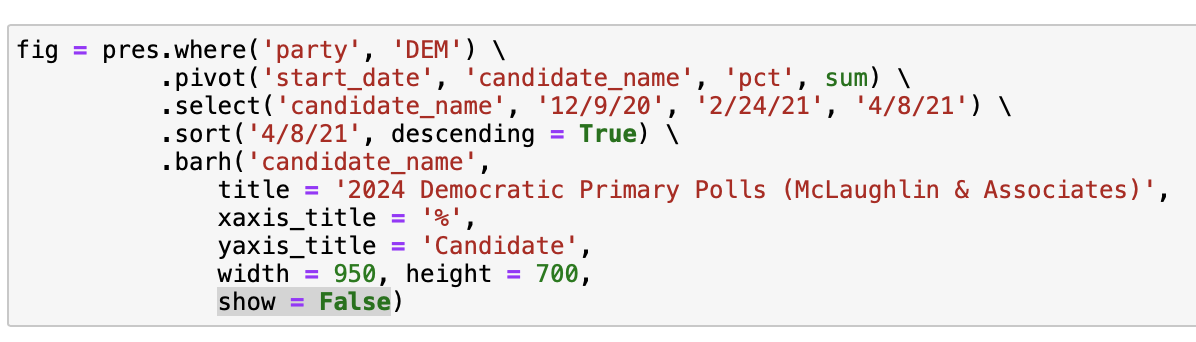 fig = pres.where('party', 'DEM') \
.pivot('start_date', 'candidate_name', 'pct', sum) \
.select('candidate_name', '12/9/20', '2/24/21', '4/8/21') \
.sort('4/8/21', descending = True) \
.barh('candidate_name',
title = '2024 Democratic Primary Polls (McLaughlin & Associates)',
xaxis_title = '%',
yaxis_title = 'Candidate',
width = 950, height = 700,
show = False)